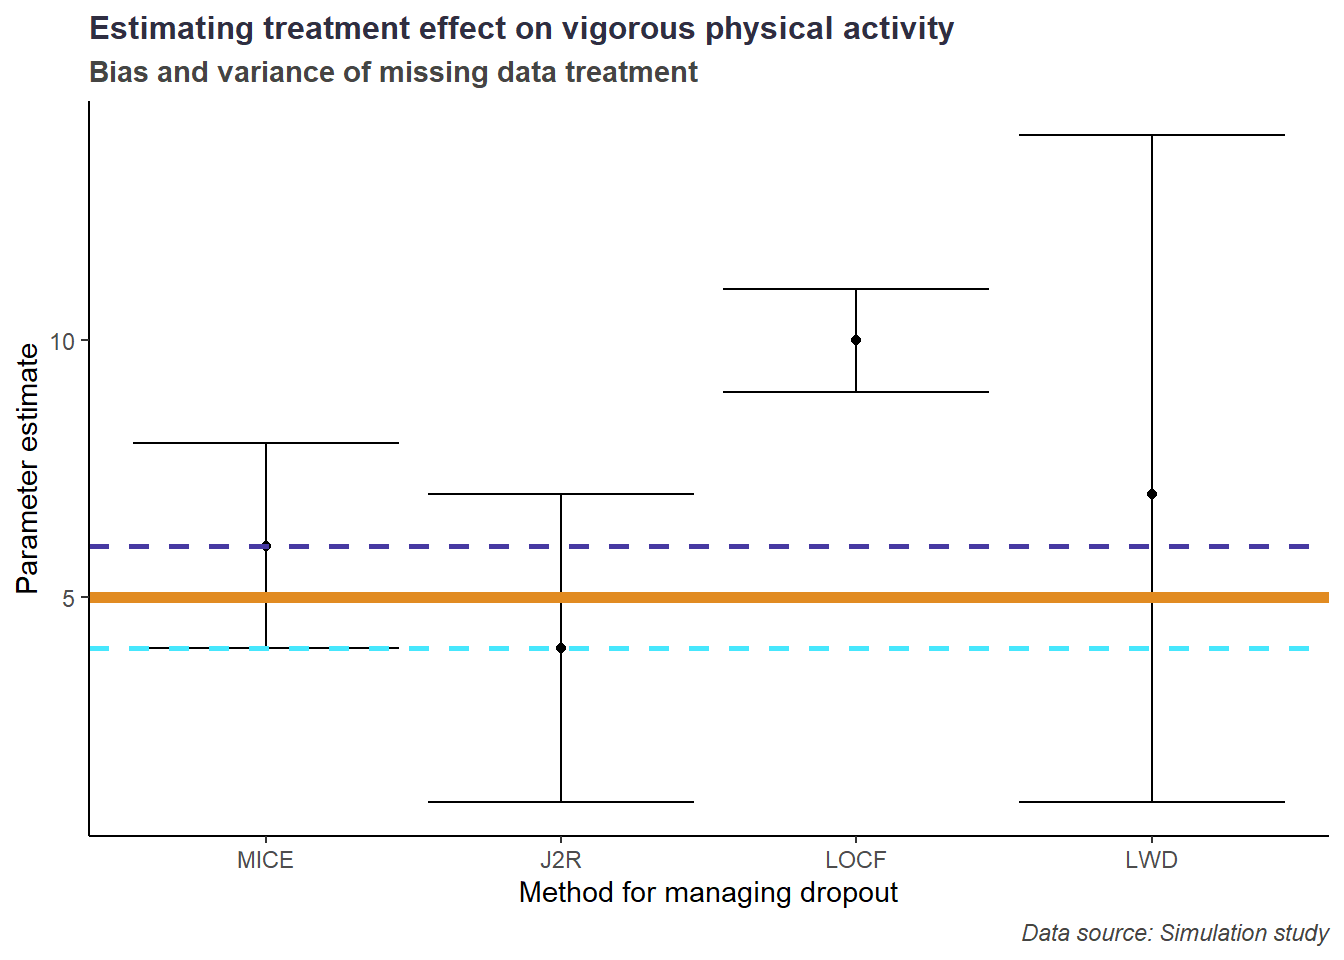 Estimating treatment effect on vigorous physical activity
Bias and variance of missing data treatment
Parameter estimate
10
5
MICE J2R LOCF LWD
Method for managing dropout
Data source: Simulation study